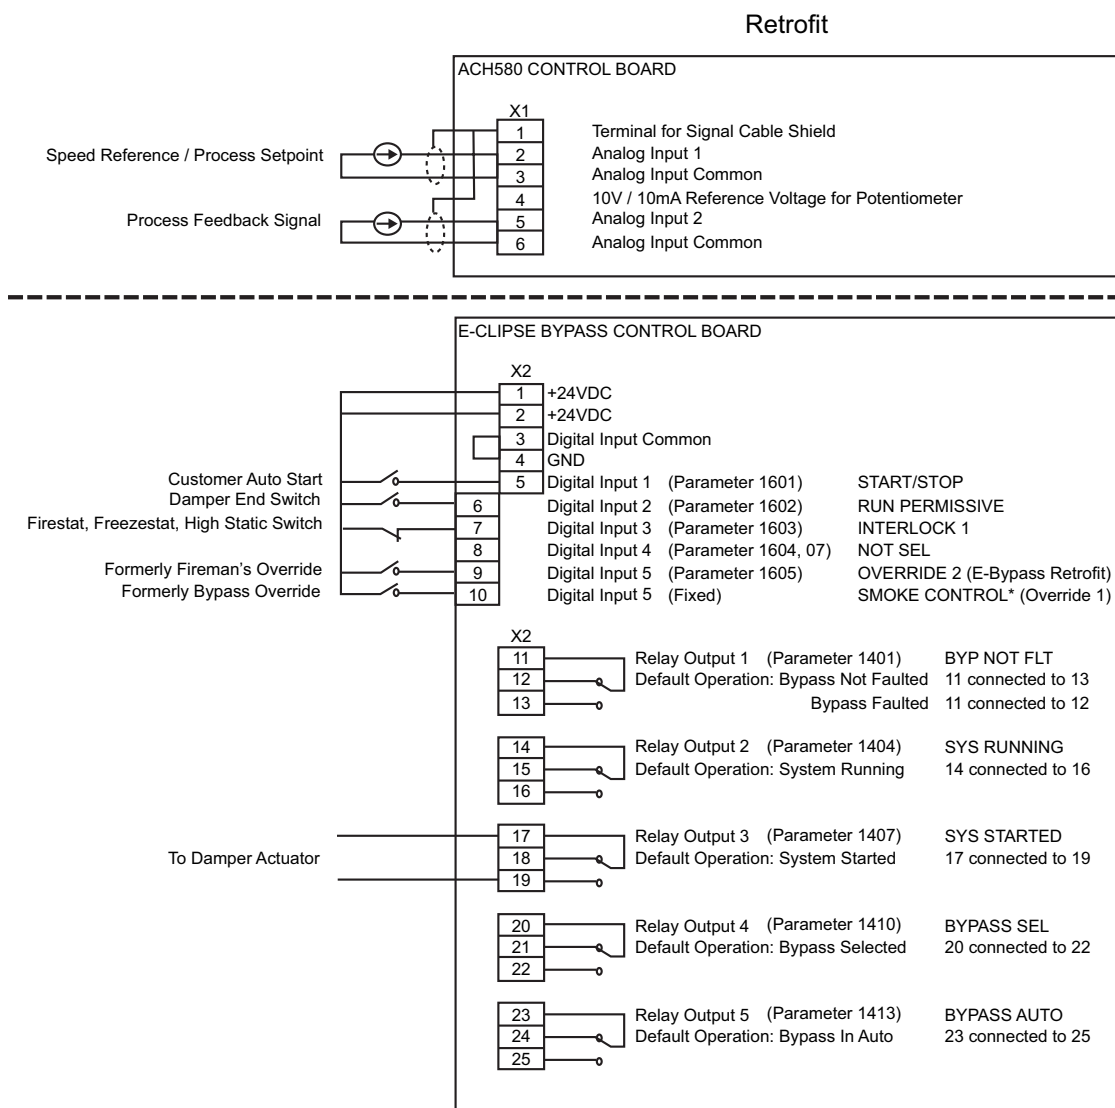 Retrofit
ACH580 CONTROL BOARD
X1
1 Terminal for Signal Cable Shield
Speed Reference / Process Setpoint 2 Analog Input 1
3 Analog Input Common
4 10V / 10mA Reference Voltage for Potentiometer
Process Feedback Signal 5 Analog Input 2
6 Analog Input Common
E-CLIPSE BYPASS CONTROL BOARD
X2
1 +24VDC
2 +24VDC
3 Digital Input Common
4 GND
Customer Auto Start 5 Digital Input 1 (Parameter 1601) START/STOP
Damper End Switch 6 Digital Input 2 (Parameter 1602) RUN PERMISSIVE
Firestat, Freezestat, High Static Switch 7 Digital Input 3 (Parameter 1603) INTERLOCK 1
8 Digital Input 4 (Parameter 1604, 07) NOT SEL
Formerly Fireman's Override 9 Digital Input 5 (Parameter 1605) OVERRIDE 2 (E-Bypass Retrofit)
Formerly Bypass Override 10 Digital Input 5 (Fixed) SMOKE CONTROL* (Override 1)
X2
11 Relay Output 1 (Parameter 1401) BYP NOT FLT
12 Default Operation: Bypass Not Faulted 11 connected to 13
13 Bypass Faulted 11 connected to 12
14 Relay Output 2 (Parameter 1404) SYS RUNNING
15 Default Operation: System Running 14 connected to 16
16
17 Relay Output 3 (Parameter 1407) SYS STARTED
To Damper Actuator 18 Default Operation: System Started 17 connected to 19
19
20 Relay Output 4 (Parameter 1410) BYPASS SEL
21 Default Operation: Bypass Selected 20 connected to 22
22
23 Relay Output 5 (Parameter 1413) BYPASS AUTO
24 Default Operation: Bypass In Auto 23 connected to 25
25